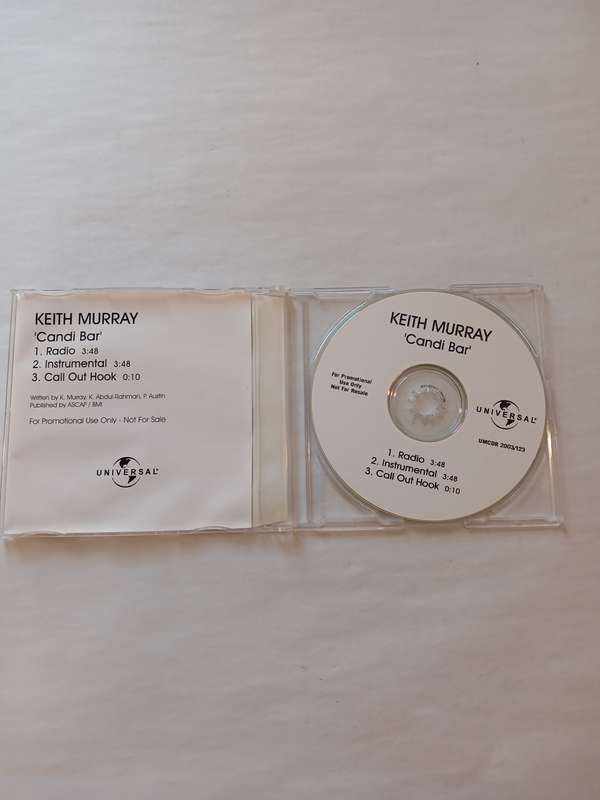 KEITH MURRAY
'Candi Bar'
1. Radio 3:48
2. Instrumental 3:48
3. Call Out Hook 0:10
Written by K. Murray, K. Abdul-Rahman, P. Austin
Published by ASCAP / BMI
For Promotional Use Only - Not For Sale
UNIVERSAL
KEITH MURRAY
'Candi Bar'
For Promotional
Use Only
Not For Resale
UNIVERSAL
UMCDR 2003/123
1. Radio 3:48
2. Instrumental 3:48
3. Call Out Hook 0:10